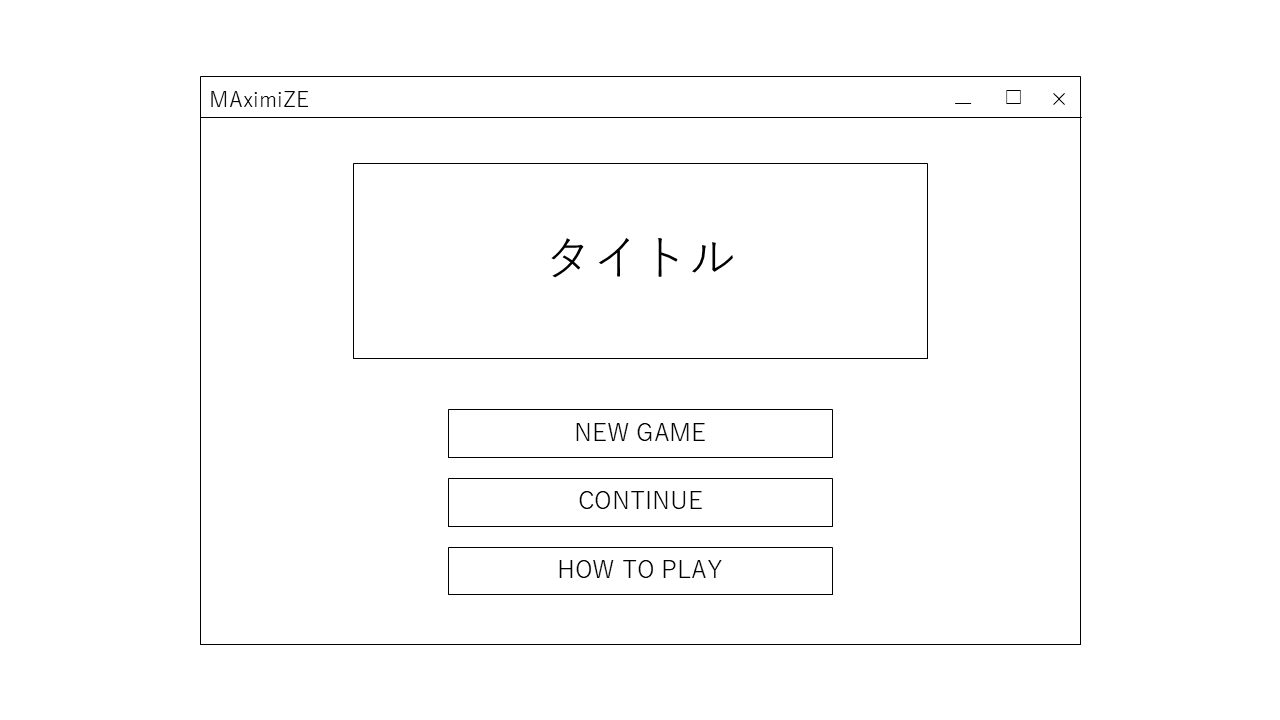 MAximiZE
タイトル
NEW GAME
CONTINUE
HOW TO PLAY